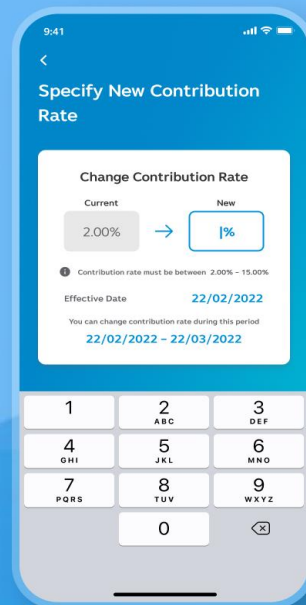 9:41
Specify New Contribution
Rate
Change Contribution Rate
Current New
2.00% → |%
Contribution rate must be between 2.00% – 15.00%
Effective Date 22/02/2022
You can change contribution rate during this period
22/02/2022 – 22/03/2022
1 2 3
ABC DEF
4 5 6
GHI JKL MNO
7 8 9
PQRS TUV WXYZ
0